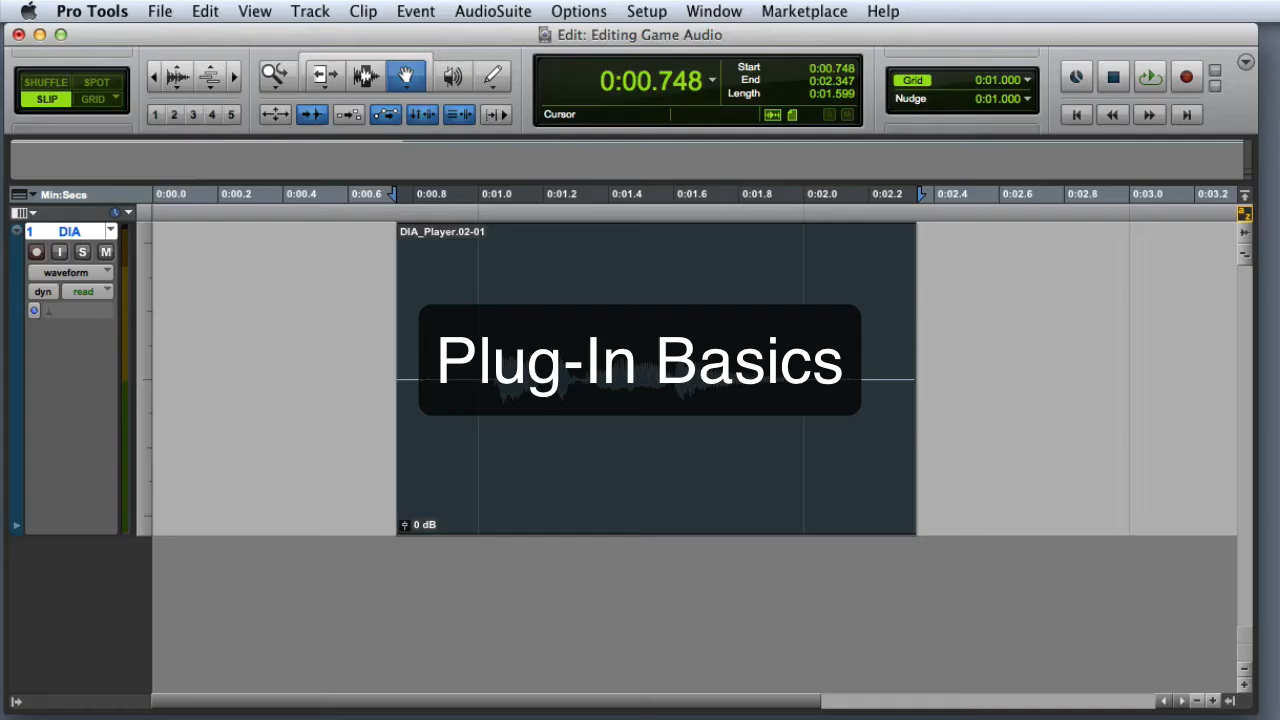 Pro Tools File Edit View Track Clip Event AudioSuite Options Setup Window Marketplace Help
Edit: Editing Game Audio
SHUFFLE SPOT
SLIP GRID
1 2 3 4 5
0:00.748
Start 0:00.748
End 0:02.347
Length 0:01.599
Cursor
Grid 0:01.000
Nudge 0:01.000
Min:Secs 0:00.0 0:00.2 0:00.4 0:00.6 0:00.8 0:01.0 0:01.2 0:01.4 0:01.6 0:01.8 0:02.0 0:02.2 0:02.4 0:02.6 0:02.8 0:03.0 0:03.2
a z
1 DIA
I S M
waveform
dyn read
DIA_Player.02-01
Plug-In Basics
0 dB